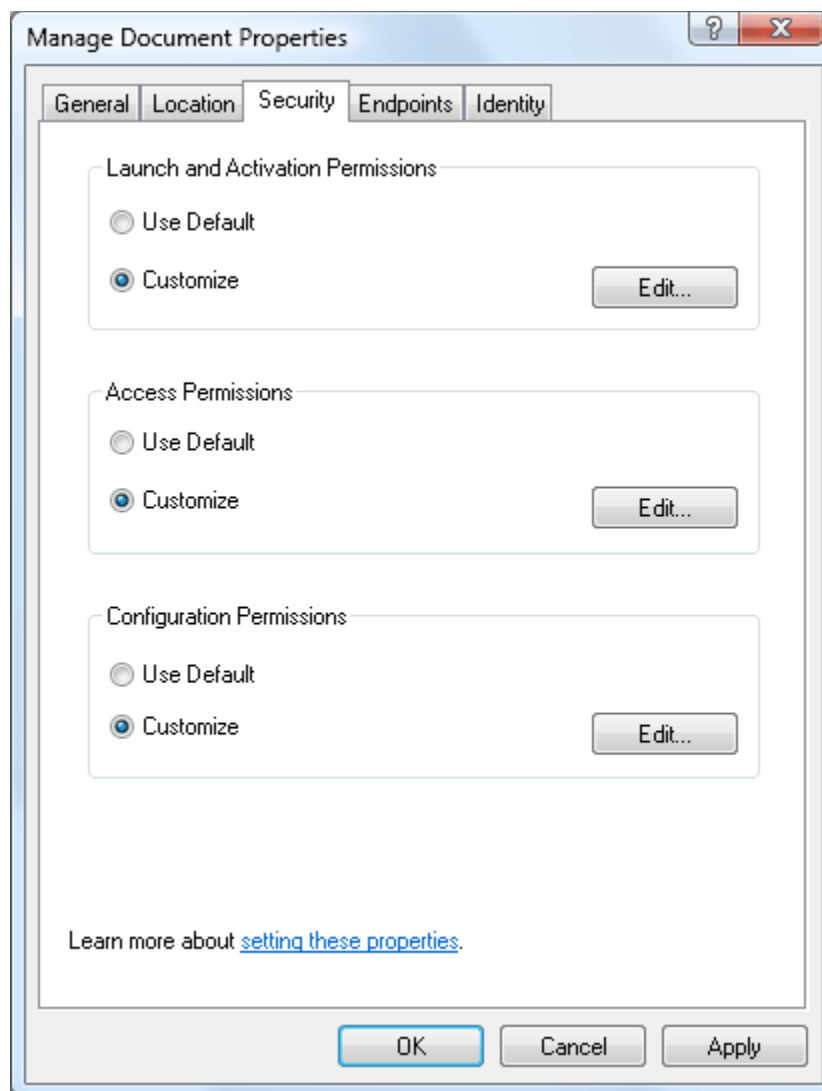 Manage Document Properties
?
General Location Security Endpoints Identity
Launch and Activation Permissions
Use Default
Customize
Edit...
Access Permissions
Use Default
Customize
Edit...
Configuration Permissions
Use Default
Customize
Edit...
Learn more about setting these properties.
OK Cancel Apply